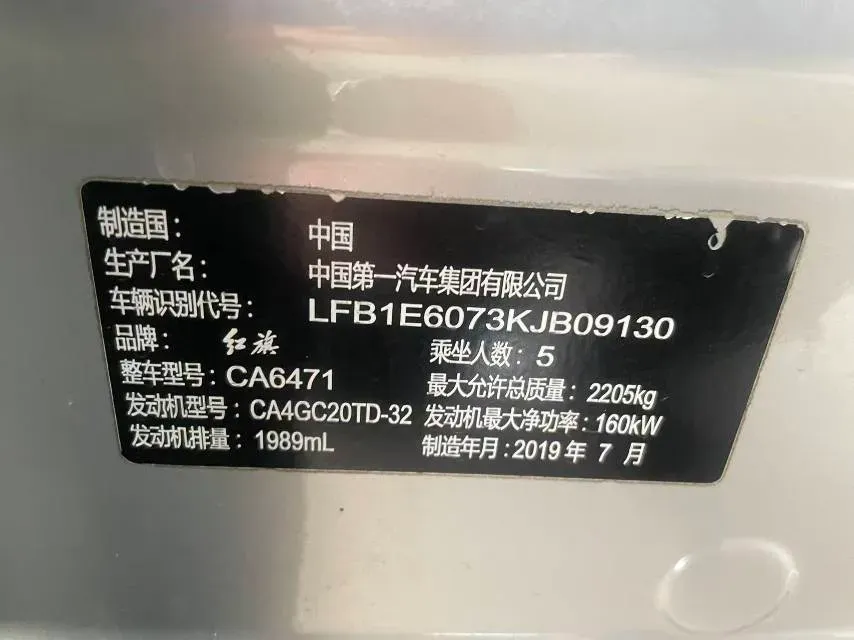 制造国： 中国
生产厂名： 中国第一汽车集团有限公司
车辆识别代号： LFB1E6073KJB09130
品牌： 红旗 乘坐人数：5
整车型号：CA6471 最大允许总质量：2205kg
发动机型号：CA4GC20TD-32 发动机最大净功率：160kW
发动机排量：1989mL 制造年月：2019 年 7 月